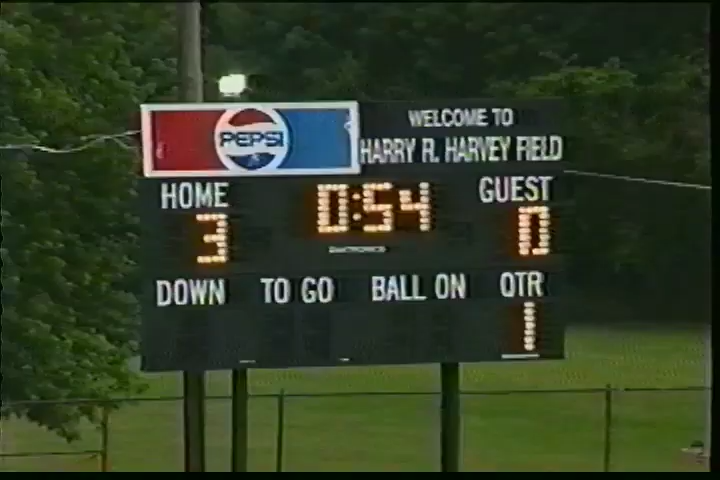 PEPSI
WELCOME TO
HARRY R. HARVEY FIELD
HOME 0:54 GUEST
3 0
DAKTRONICS
DOWN TO GO BALL ON QTR
1